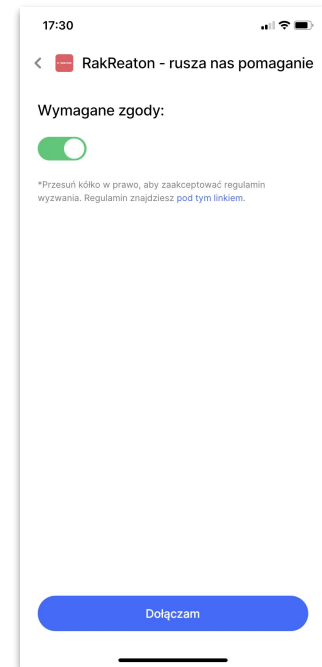 17:30
RakReaton - rusza nas pomaganie
Wymagane zgody:
*Przesuń kółko w prawo, aby zaakceptować regulamin
wyzwania. Regulamin znajdziesz pod tym linkiem.
Dołączam